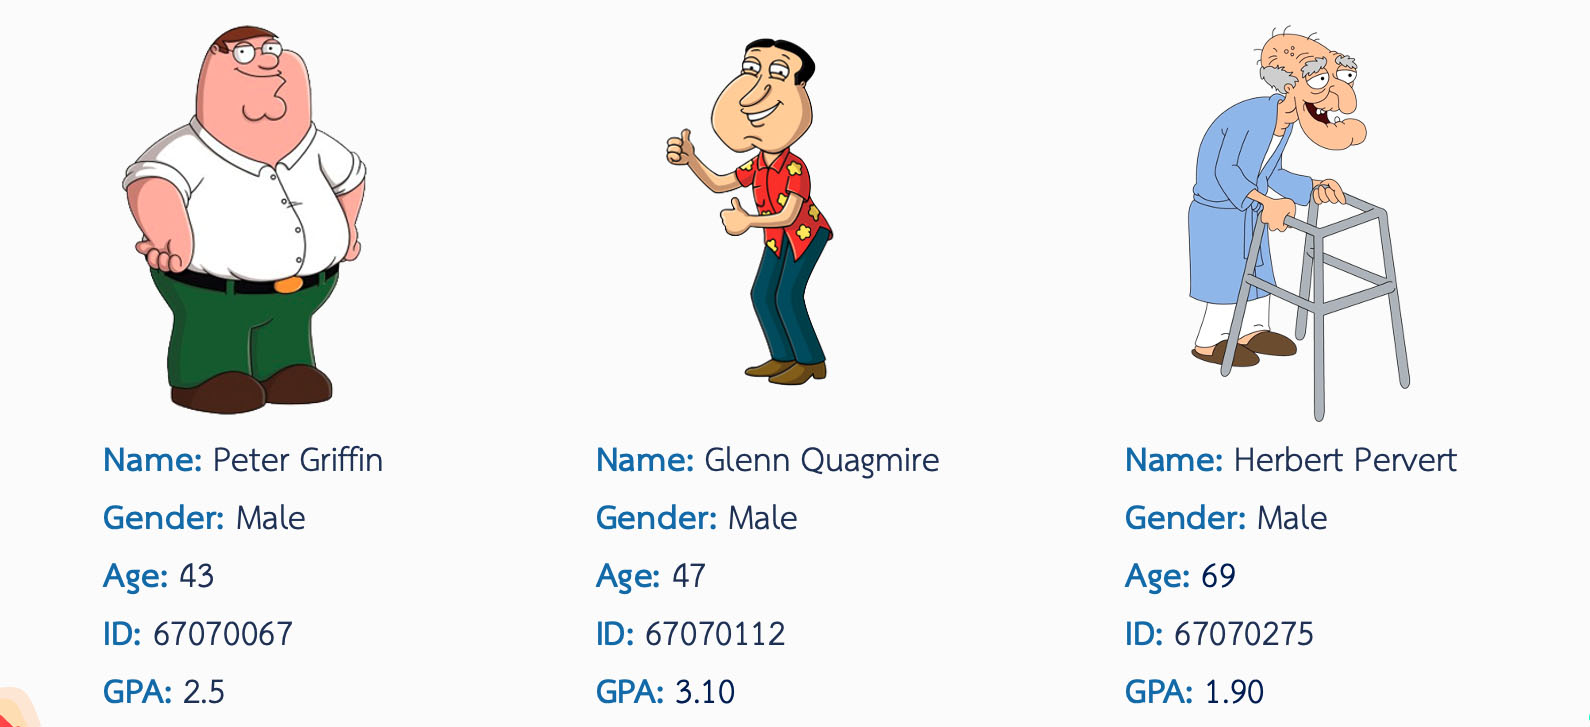 Name: Peter Griffin
Gender: Male
Age: 43
ID: 67070067
GPA: 2.5
Name: Glenn Quagmire
Gender: Male
Age: 47
ID: 67070112
GPA: 3.10
Name: Herbert Pervert
Gender: Male
Age: 69
ID: 67070275
GPA: 1.90